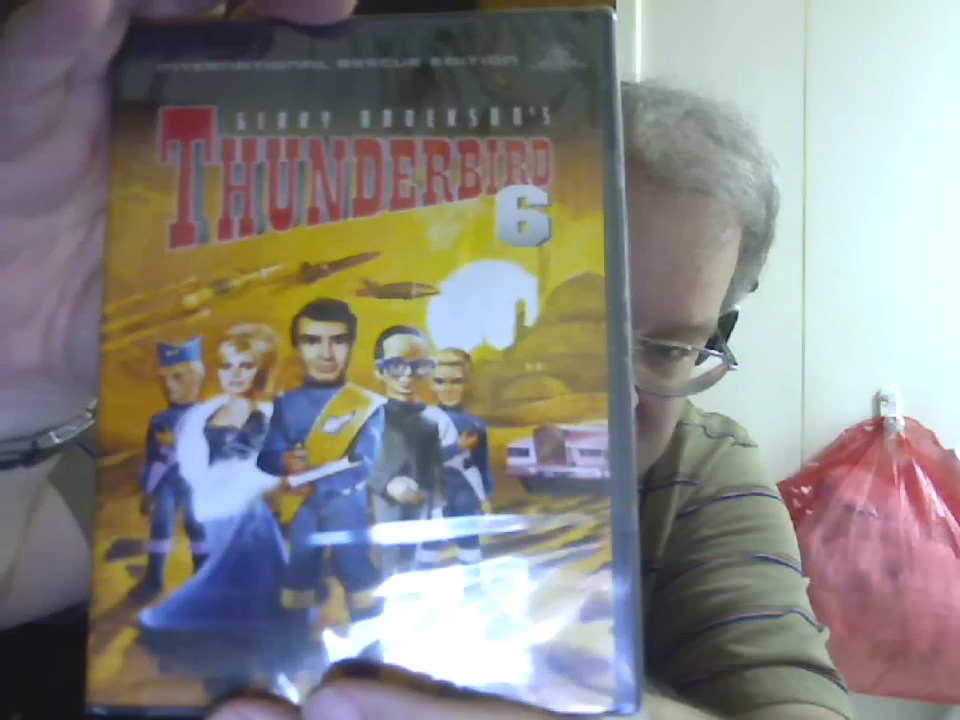 INTERNATIONAL RESCUE EDITION
GERRY ANDERSON'S
THUNDERBIRD
6